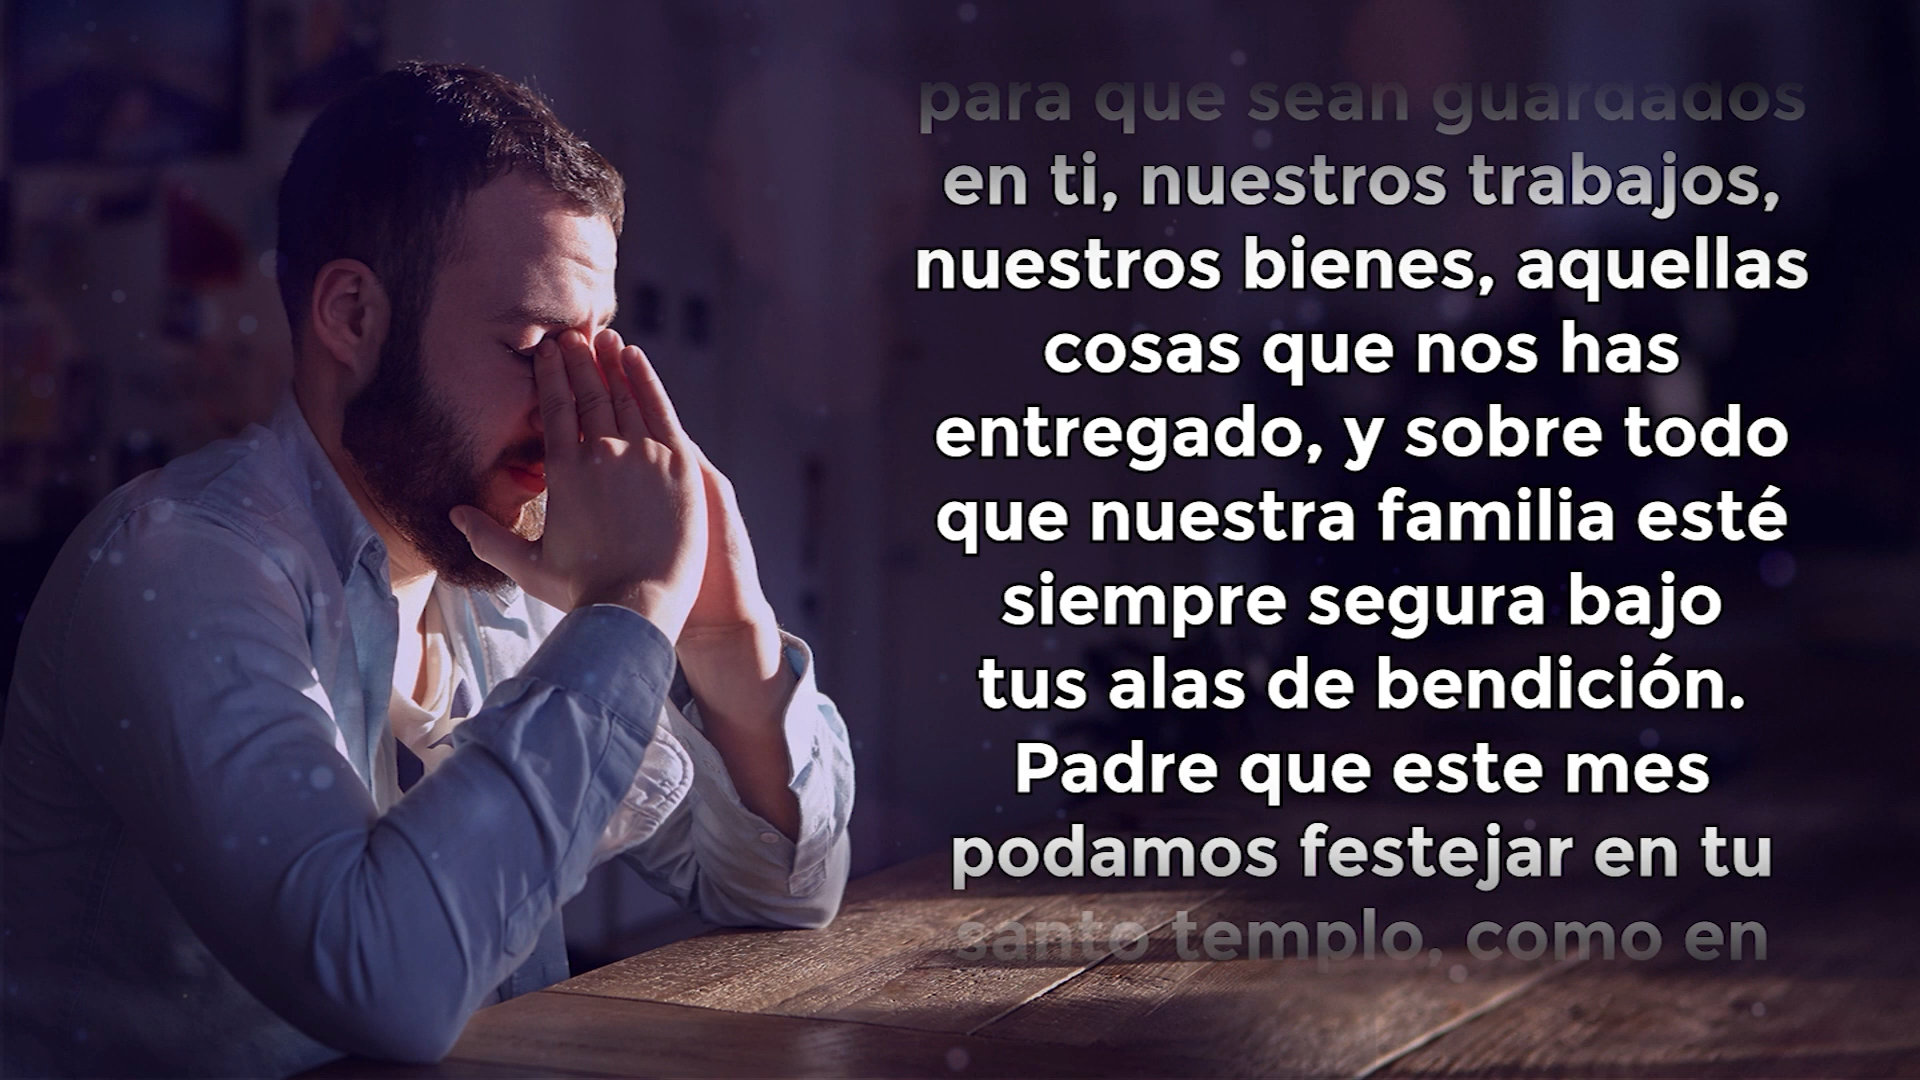 para que sean guardados
en ti, nuestros trabajos,
nuestros bienes, aquellas
cosas que nos has
entregado, y sobre todo
que nuestra familia esté
siempre segura bajo
tus alas de bendición.
Padre que este mes
podamos festejar en tu
santo templo, como en